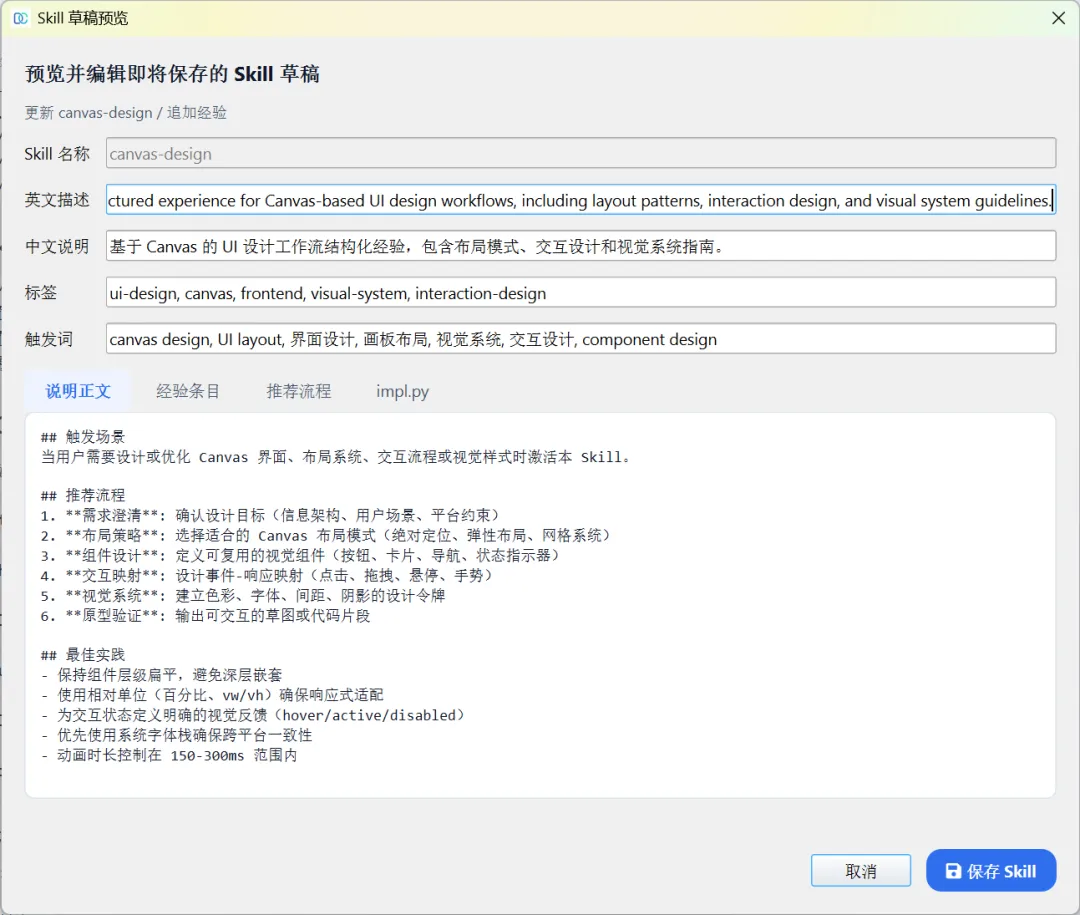 Skill 草稿预览
预览并编辑即将保存的 Skill 草稿
更新 canvas-design / 追加经验
Skill 名称 canvas-design
英文描述 ctured experience for Canvas-based UI design workflows, including layout patterns, interaction design, and visual system guidelines.
中文说明 基于 Canvas 的 UI 设计工作流结构化经验，包含布局模式、交互设计和视觉系统指南。
标签 ui-design, canvas, frontend, visual-system, interaction-design
触发词 canvas design, UI layout, 界面设计, 画板布局, 视觉系统, 交互设计, component design
说明正文 经验条目 推荐流程 impl.py
## 触发场景
当用户需要设计或优化 Canvas 界面、布局系统、交互流程或视觉样式时激活本 Skill。
## 推荐流程
1. **需求澄清**: 确认设计目标（信息架构、用户场景、平台约束）
2. **布局策略**: 选择适合的 Canvas 布局模式（绝对定位、弹性布局、网格系统）
3. **组件设计**: 定义可复用的视觉组件（按钮、卡片、导航、状态指示器）
4. **交互映射**: 设计事件-响应映射（点击、拖拽、悬停、手势）
5. **视觉系统**: 建立色彩、字体、间距、阴影的设计令牌
6. **原型验证**: 输出可交互的草图或代码片段
## 最佳实践
- 保持组件层级扁平，避免深层嵌套
- 使用相对单位（百分比、vw/vh）确保响应式适配
- 为交互状态定义明确的视觉反馈（hover/active/disabled）
- 优先使用系统字体栈确保跨平台一致性
- 动画时长控制在 150-300ms 范围内
取消 保存 Skill